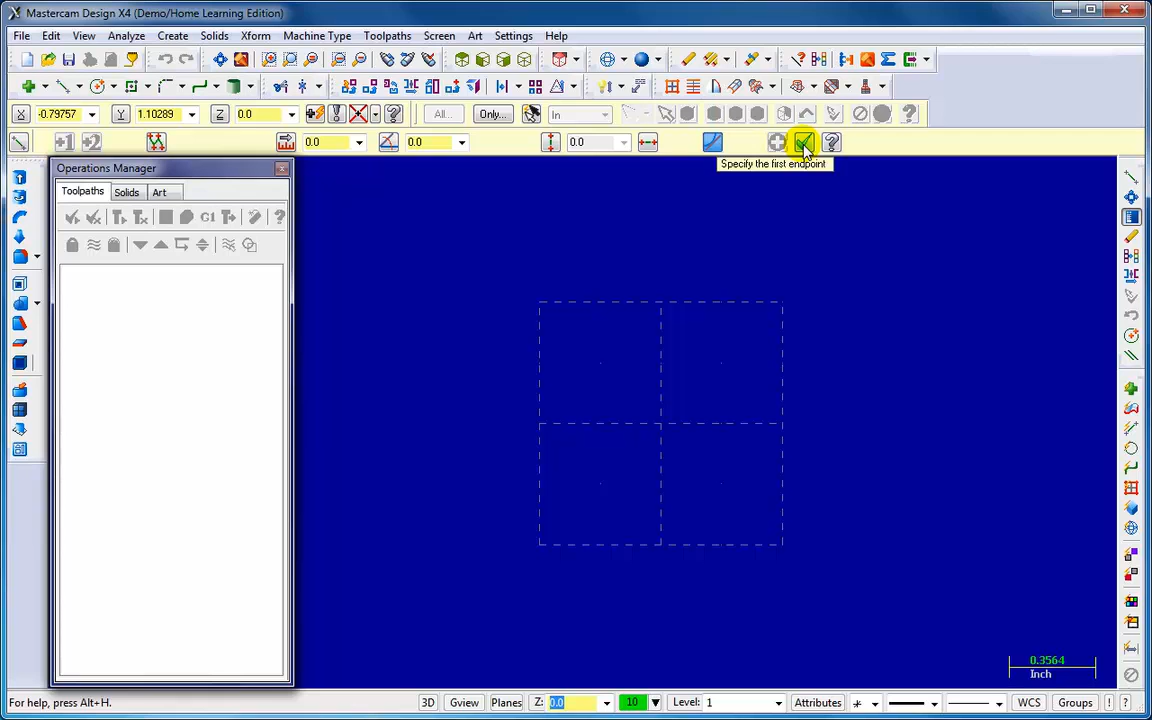 Mastercam Design X4 (Demo/Home Learning Edition)
File Edit View Analyze Create Solids Xform Machine Type Toolpaths Screen Art Settings Help
X -0.79757 Y 1.10289 Z 0.0 All... Only... In
+1 +2 0.0 0.0 0.0
Specify the first endpoint
Operations Manager
Toolpaths Solids Art
G1
0.3564
Inch
For help, press Alt+H.
3D Gview Planes Z: 0.0 10 Level: 1 Attributes WCS Groups ! ?